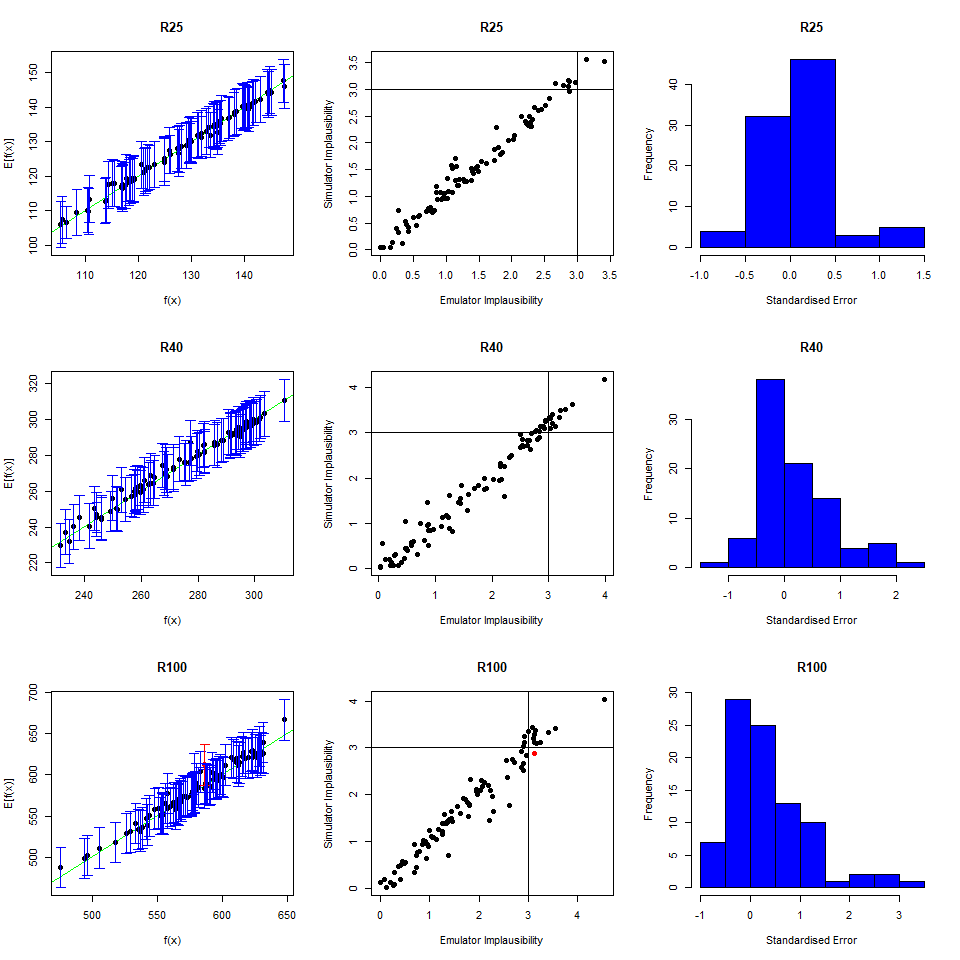 R25
R25
R25
E[f(x)]
100 110 120 130 140 150
110 120 130 140
f(x)
Simulator Implausibility
0.0 0.5 1.0 1.5 2.0 2.5 3.0 3.5
0.0 0.5 1.0 1.5 2.0 2.5 3.0 3.5
Emulator Implausibility
Frequency
0 10 20 30 40
-1.0 -0.5 0.0 0.5 1.0 1.5
Standardised Error
R40
R40
R40
E[f(x)]
220 240 260 280 300 320
240 260 280 300
f(x)
Simulator Implausibility
0 1 2 3 4
0 1 2 3 4
Emulator Implausibility
Frequency
0 10 20 30
-1 0 1 2
Standardised Error
R100
R100
R100
E[f(x)]
500 550 600 650 700
500 550 600 650
f(x)
Simulator Implausibility
0 1 2 3 4
0 1 2 3 4
Emulator Implausibility
Frequency
0 5 10 15 20 25 30
-1 0 1 2 3
Standardised Error